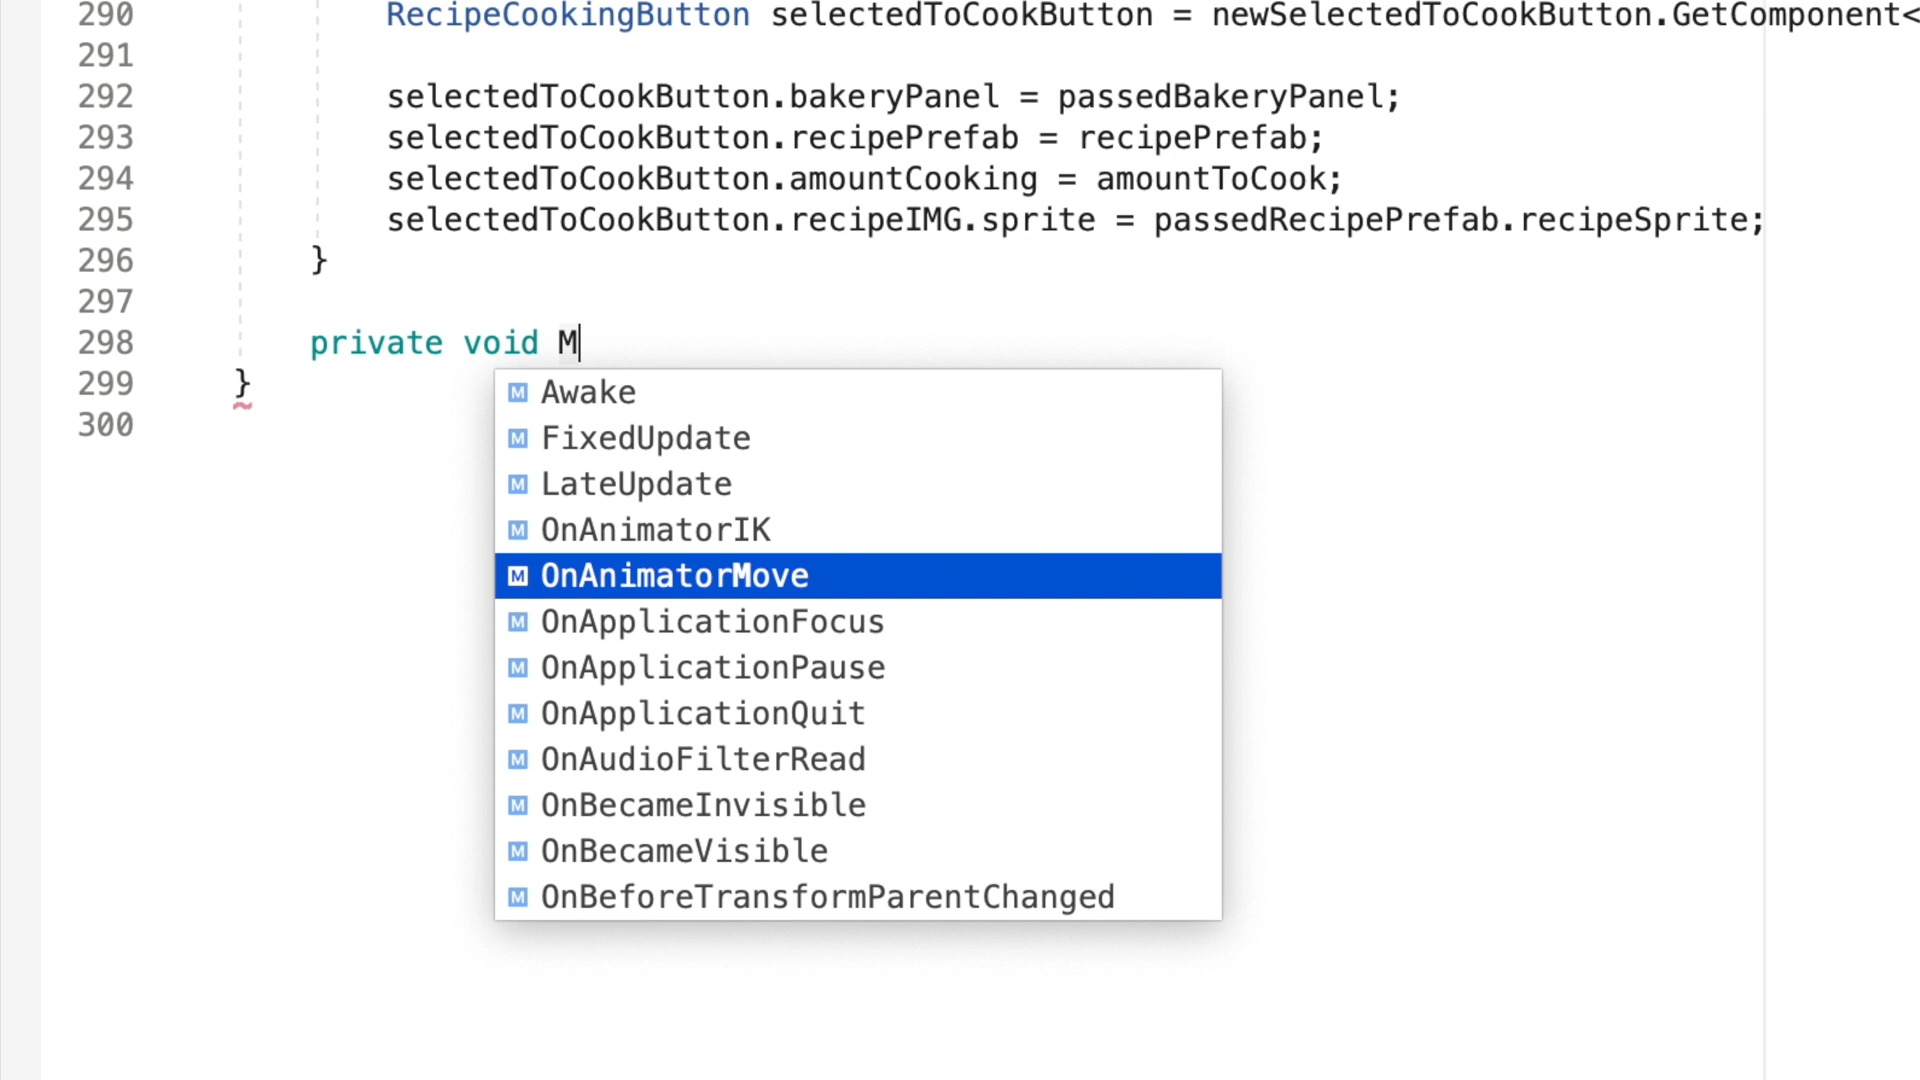 290 RecipeCookingButton selectedToCookButton = newSelectedToCookButton.GetComponent<
291
292 selectedToCookButton.bakeryPanel = passedBakeryPanel;
293 selectedToCookButton.recipePrefab = recipePrefab;
294 selectedToCookButton.amountCooking = amountToCook;
295 selectedToCookButton.recipeIMG.sprite = passedRecipePrefab.recipeSprite;
296 }
297
298 private void M
299 }
300
M Awake
M FixedUpdate
M LateUpdate
M OnAnimatorIK
M OnAnimatorMove
M OnApplicationFocus
M OnApplicationPause
M OnApplicationQuit
M OnAudioFilterRead
M OnBecameInvisible
M OnBecameVisible
M OnBeforeTransformParentChanged